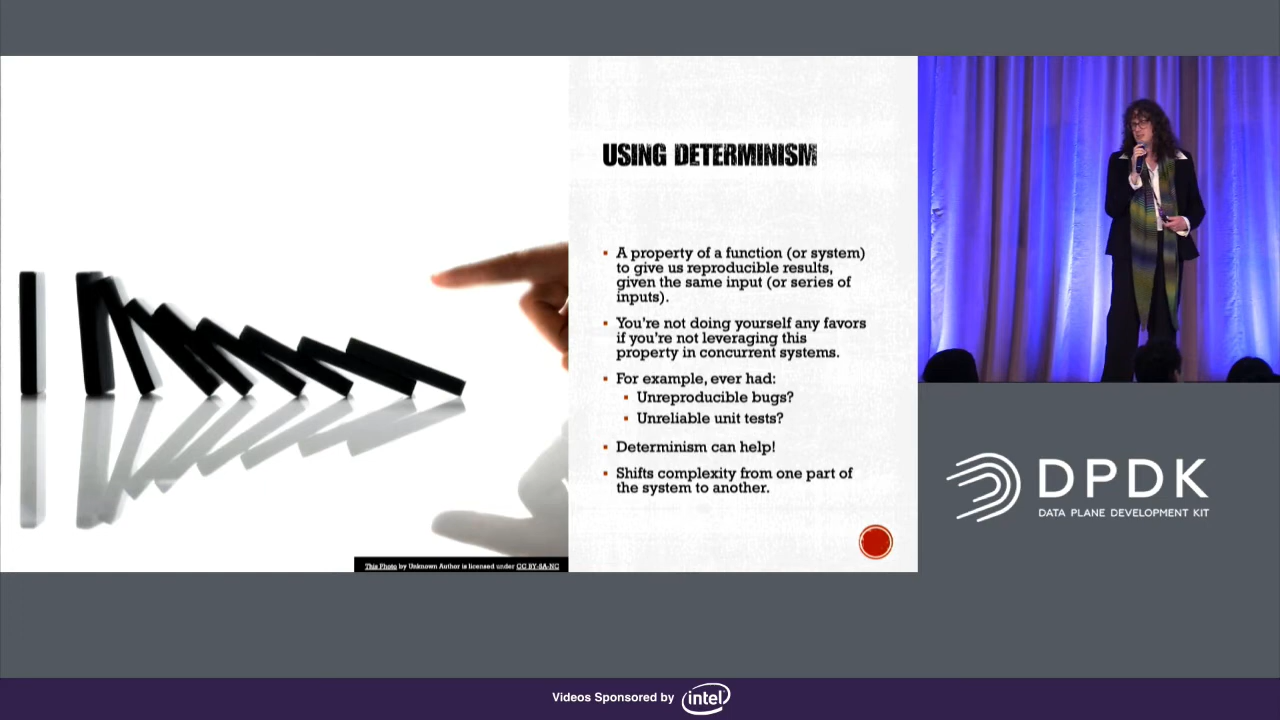 USING DETERMINISM
▪ A property of a function (or system)
to give us reproducible results,
given the same input (or series of
inputs).
▪ You're not doing yourself any favors
if you're not leveraging this
property in concurrent systems.
▪ For example, ever had:
▪ Unreproducible bugs?
▪ Unreliable unit tests?
▪ Determinism can help!
▪ Shifts complexity from one part of
the system to another.
This Photo by Unknown Author is licensed under CC BY-SA-NC
DPDK
DATA PLANE DEVELOPMENT KIT
Videos Sponsored by intel